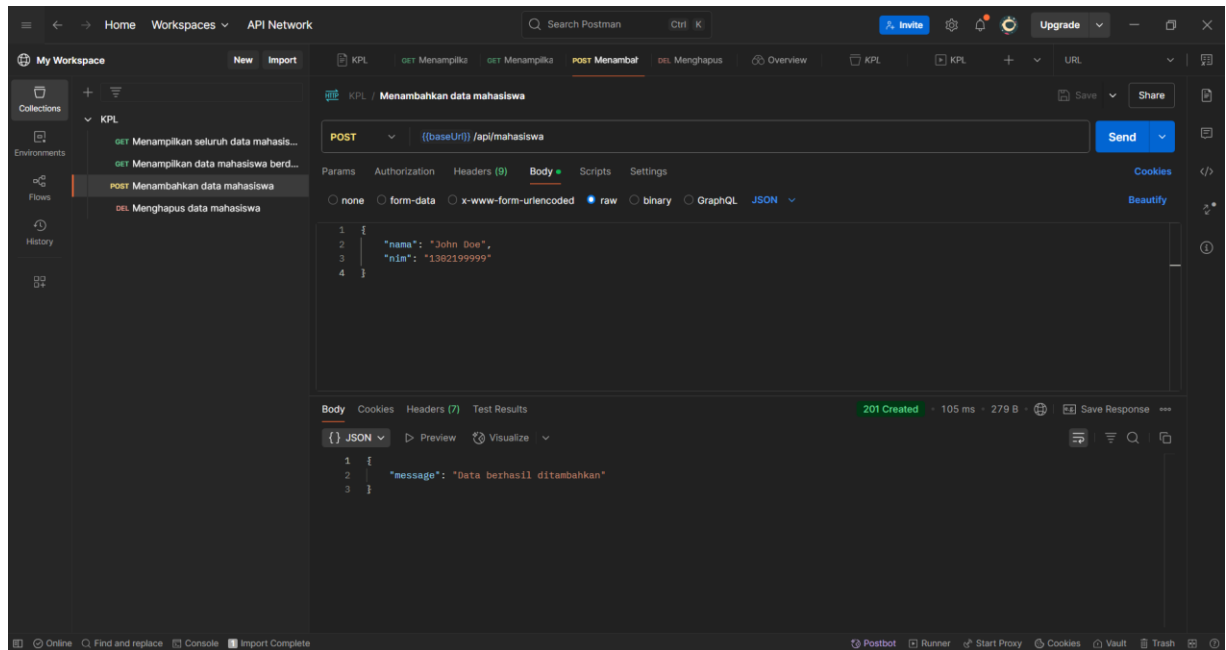 Home Workspaces API Network Search Postman Ctrl K Invite Upgrade
My Workspace New Import KPL GET Menampilka GET Menampilka POST Menambal DEL Menghapus Overview KPL KPL URL
Collections
Environments
Flows
History
KPL
GET Menampilkan seluruh data mahasis...
GET Menampilkan data mahasiswa berd...
POST Menambahkan data mahasiswa
DEL Menghapus data mahasiswa
HTTP KPL / Menambahkan data mahasiswa Save Share
POST {{baseUrl}} /api/mahasiswa Send
Params Authorization Headers (9) Body Scripts Settings Cookies
none form-data x-www-form-urlencoded raw binary GraphQL JSON Beautify
1 {
2 "nama": "John Doe",
3 "nim": "1302199999"
4 }
Body Cookies Headers (7) Test Results 201 Created 105 ms 279 B Save Response
{} JSON Preview Visualize
1 {
2 "message": "Data berhasil ditambahkan"
3 }
Online Find and replace Console 1 Import Complete Postbot Runner Start Proxy Cookies Vault Trash